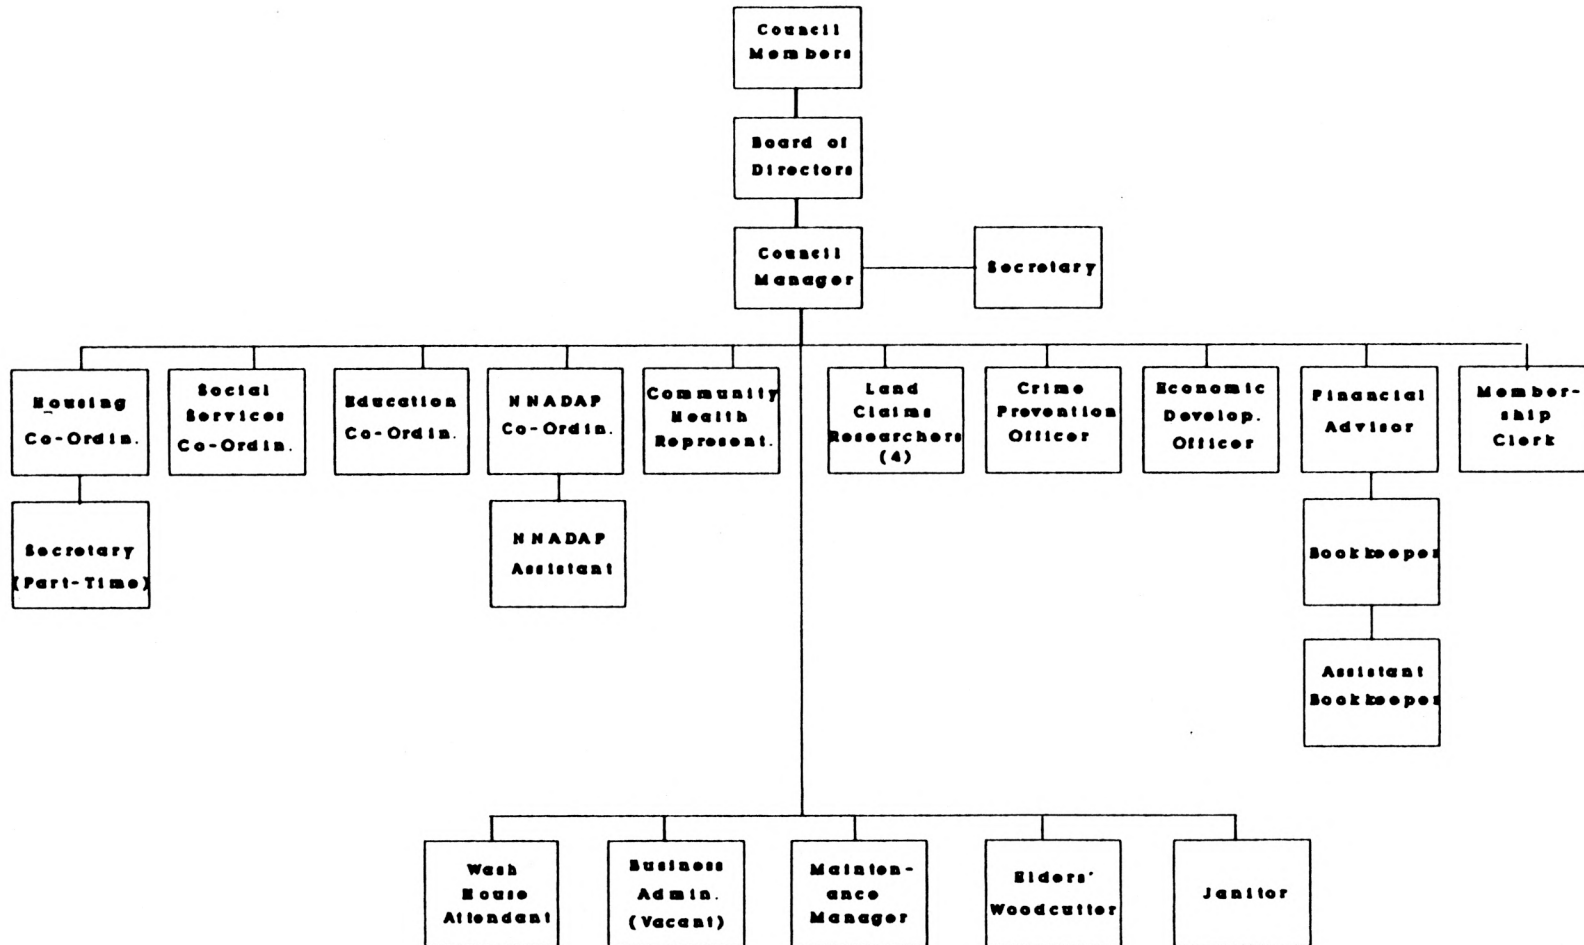 Council
Members
Board of
Directors
Council
Manager
Secretary
Housing
Co-Ordin.
Social
Services
Co-Ordin.
Education
Co-Ordin.
NNADAP
Co-Ordin.
Community
Health
Represent.
Land
Claims
Researchers
(4)
Crime
Prevention
Officer
Economic
Develop.
Officer
Financial
Advisor
Member-
ship
Clerk
Secretary
(Part-Time)
NNADAP
Assistant
Bookkeeper
Assistant
Bookkeeper
Wash
House
Attendant
Business
Admin.
(Vacant)
Mainten-
ance
Manager
Elders'
Woodcutter
Janitor